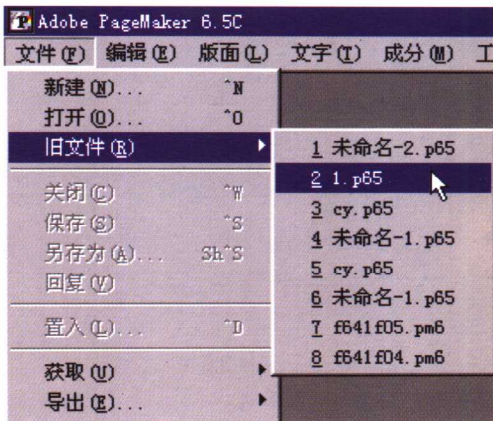 Adobe PageMaker 6.5C
文件(F) 编辑(E) 版面(L) 文字(T) 成分(M) 工
新建(N)... ^N
打开(O)... ^O
旧文件(R)
关闭(C) ^W
保存(S) ^S
另存为(A)... Sh^S
回复(V)
置入(L)... ^D
获取(U)
导出(E)...
1 未命名-2.p65
2 1.p65
3 cy.p65
4 未命名-1.p65
5 cy.p65
6 未命名-1.p65
7 f641f05.pm6
8 f641f04.pm6